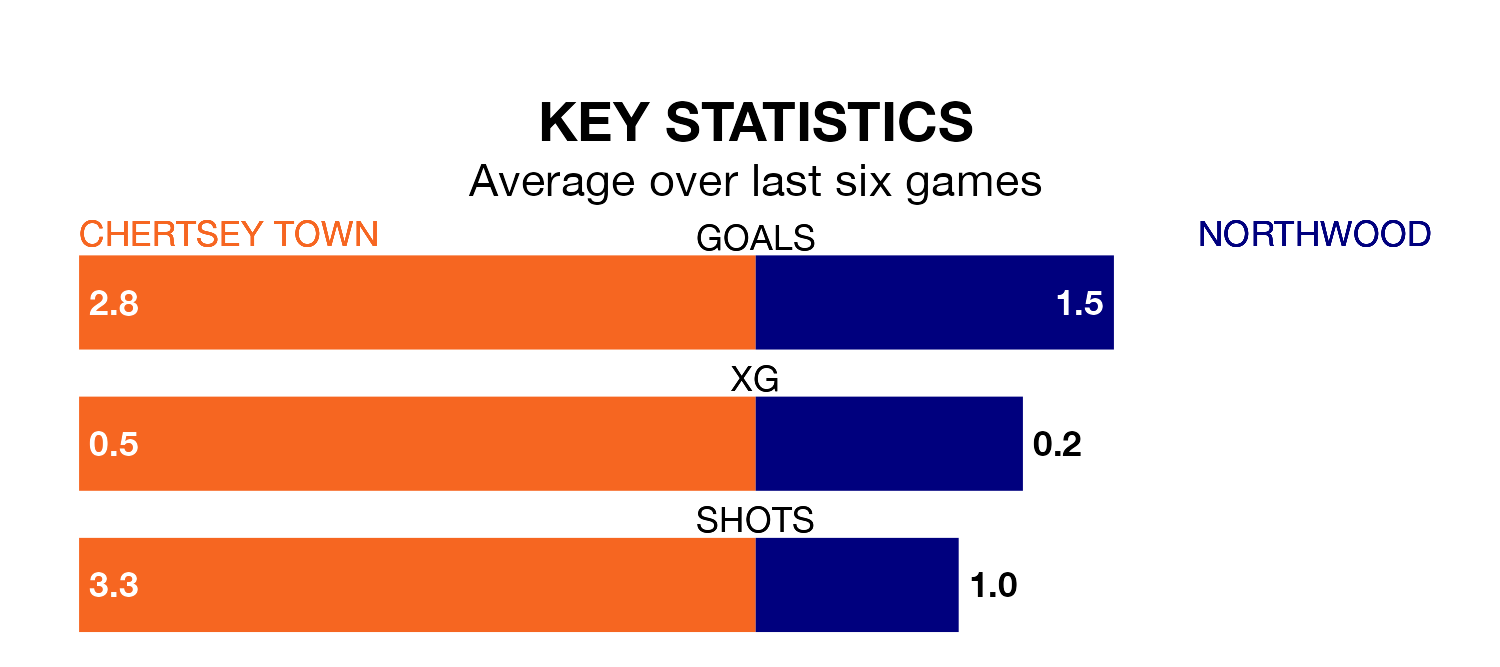 KEY STATISTICS
Average over last six games
CHERTSEY TOWN
GOALS
NORTHWOOD
2.8
1.5
XG
0.5
0.2
SHOTS
3.3
1.0